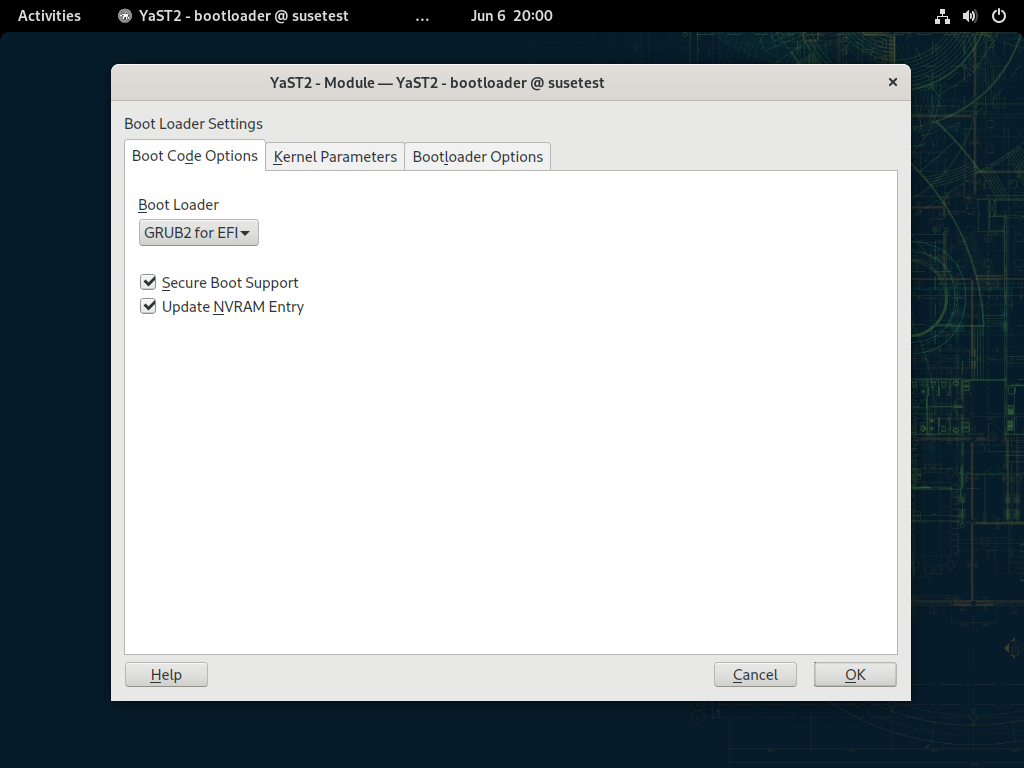 Activities YaST2 - bootloader @ susetest ... Jun 6 20:00
YaST2 - Module — YaST2 - bootloader @ susetest ×
Boot Loader Settings
Boot Code Options Kernel Parameters Bootloader Options
Boot Loader
GRUB2 for EFI
Secure Boot Support
Update NVRAM Entry
Help Cancel OK